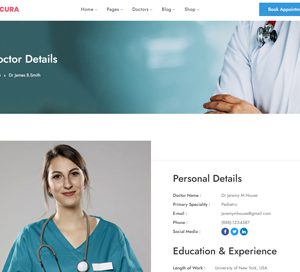 CURA
Home Pages Doctors Blog Shop
Book Appointm
octor Details
Dr James.B.Smith
Personal Details
Doctor Name : Dr Jeremy M House
Primary Speciality : Pediatric
E-mail : Jeremymhouse@gmail.com
Phone : (888)-123-4567
Social Media :
Education & Experience
Length of Work : University of New York, USA